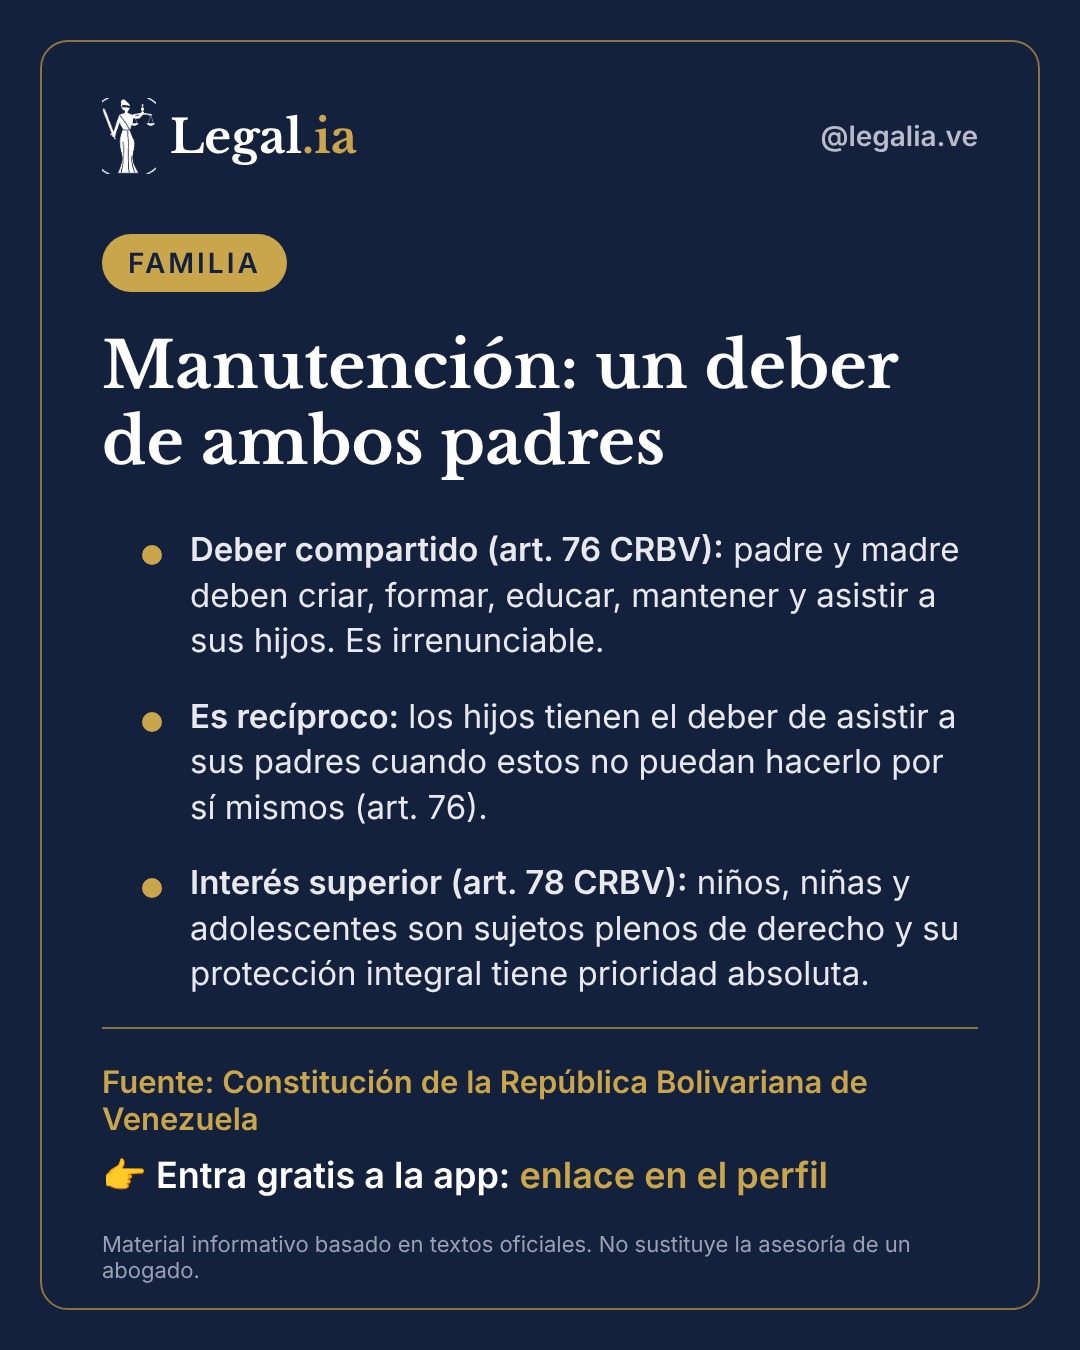 Legal.ia
@legalia.ve
FAMILIA
Manutención: un deber
de ambos padres
Deber compartido (art. 76 CRBV): padre y madre
deben criar, formar, educar, mantener y asistir a
sus hijos. Es irrenunciable.
Es recíproco: los hijos tienen el deber de asistir a
sus padres cuando estos no puedan hacerlo por
sí mismos (art. 76).
Interés superior (art. 78 CRBV): niños, niñas y
adolescentes son sujetos plenos de derecho y su
protección integral tiene prioridad absoluta.
Fuente: Constitución de la República Bolivariana de
Venezuela
👉 Entra gratis a la app: enlace en el perfil
Material informativo basado en textos oficiales. No sustituye la asesoría de un
abogado.